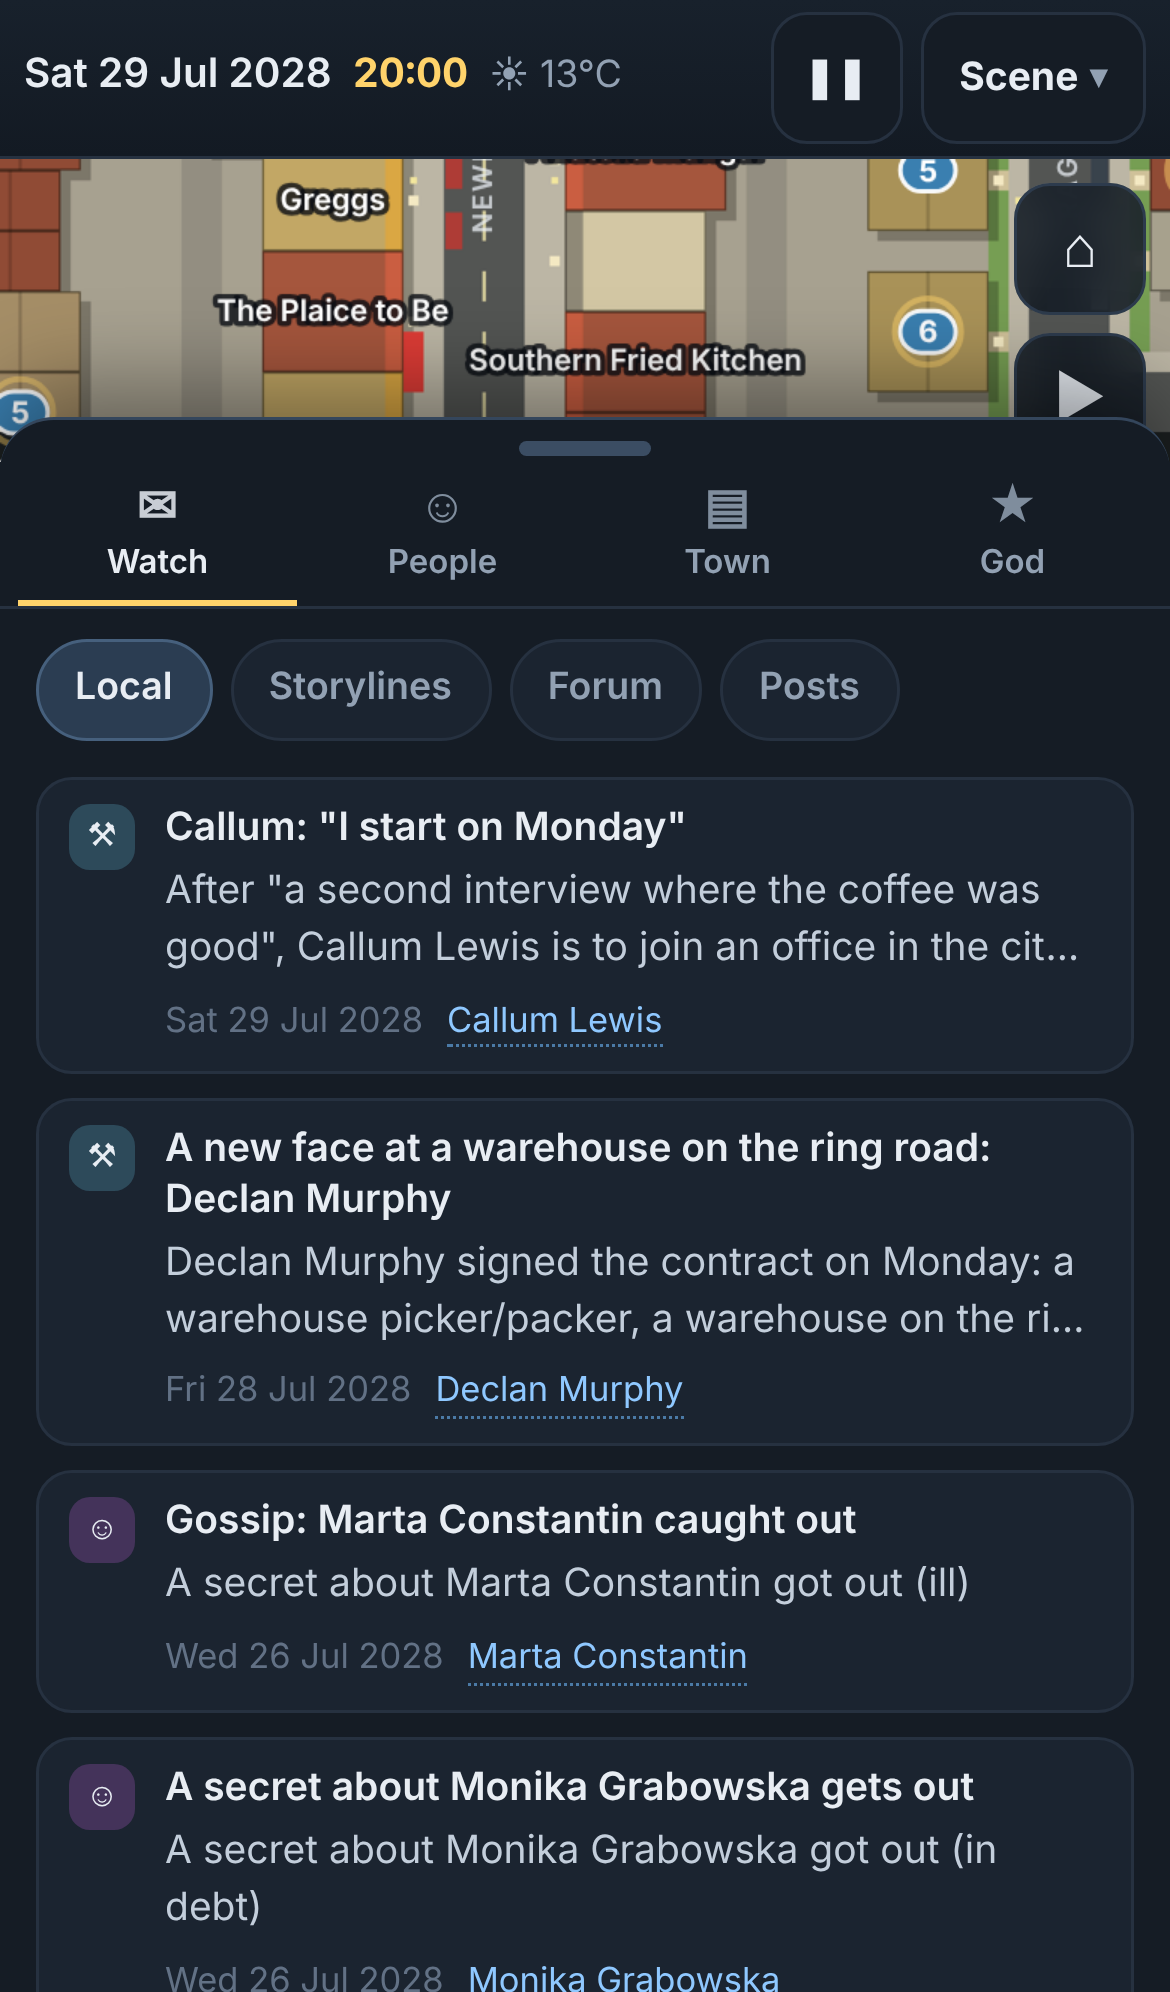 Sat 29 Jul 2028 20:00 ☀ 13°C
Scene ▾
5
Greggs
NEW
The Plaice to Be
Southern Fried Kitchen
6
5
Watch
People
Town
God
Local
Storylines
Forum
Posts
Callum: "I start on Monday"
After "a second interview where the coffee was
good", Callum Lewis is to join an office in the cit...
Sat 29 Jul 2028 Callum Lewis
A new face at a warehouse on the ring road:
Declan Murphy
Declan Murphy signed the contract on Monday: a
warehouse picker/packer, a warehouse on the ri...
Fri 28 Jul 2028 Declan Murphy
Gossip: Marta Constantin caught out
A secret about Marta Constantin got out (ill)
Wed 26 Jul 2028 Marta Constantin
A secret about Monika Grabowska gets out
A secret about Monika Grabowska got out (in
debt)
Wed 26 Jul 2028 Monika Grabowska